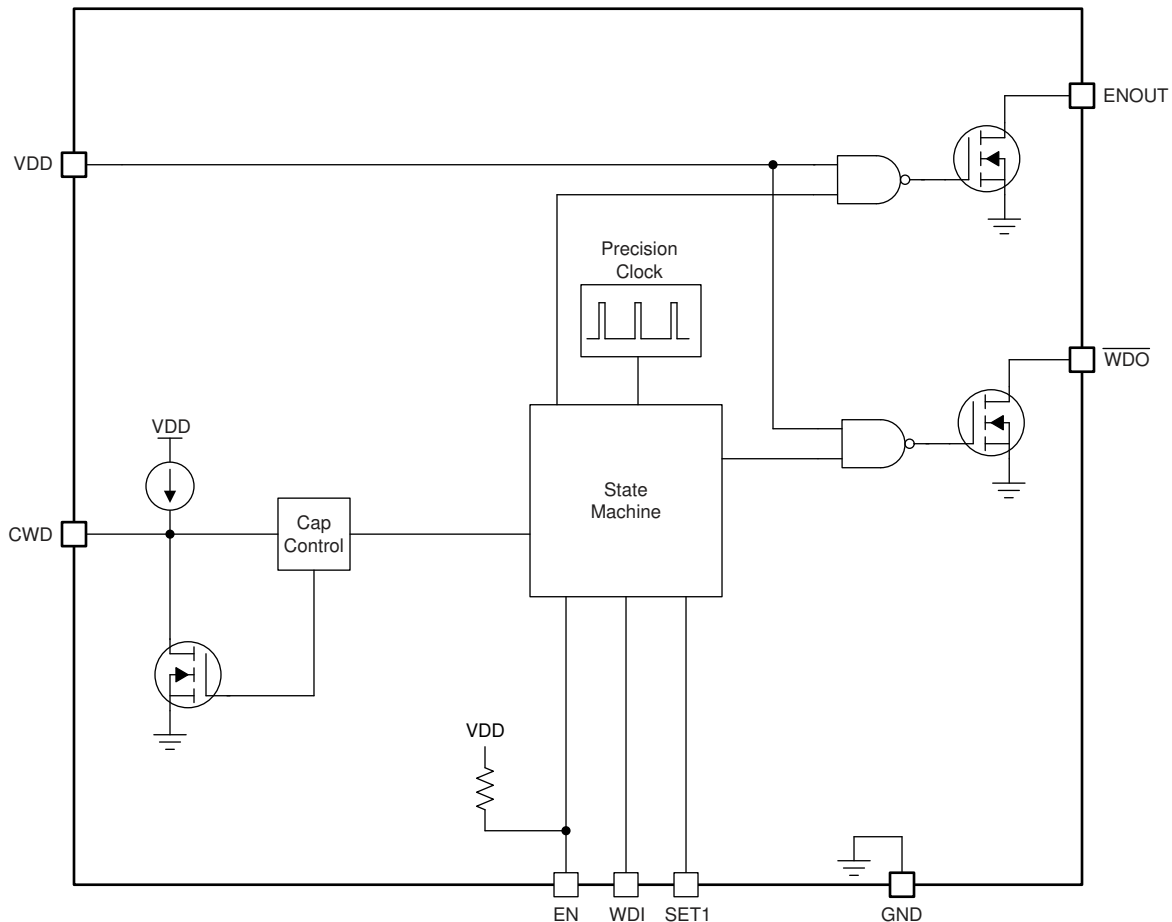 ENOUT
VDD
Precision
Clock
WDO
VDD
State
Machine
Cap
Control
CWD
VDD
EN
WDI
SET1
GND